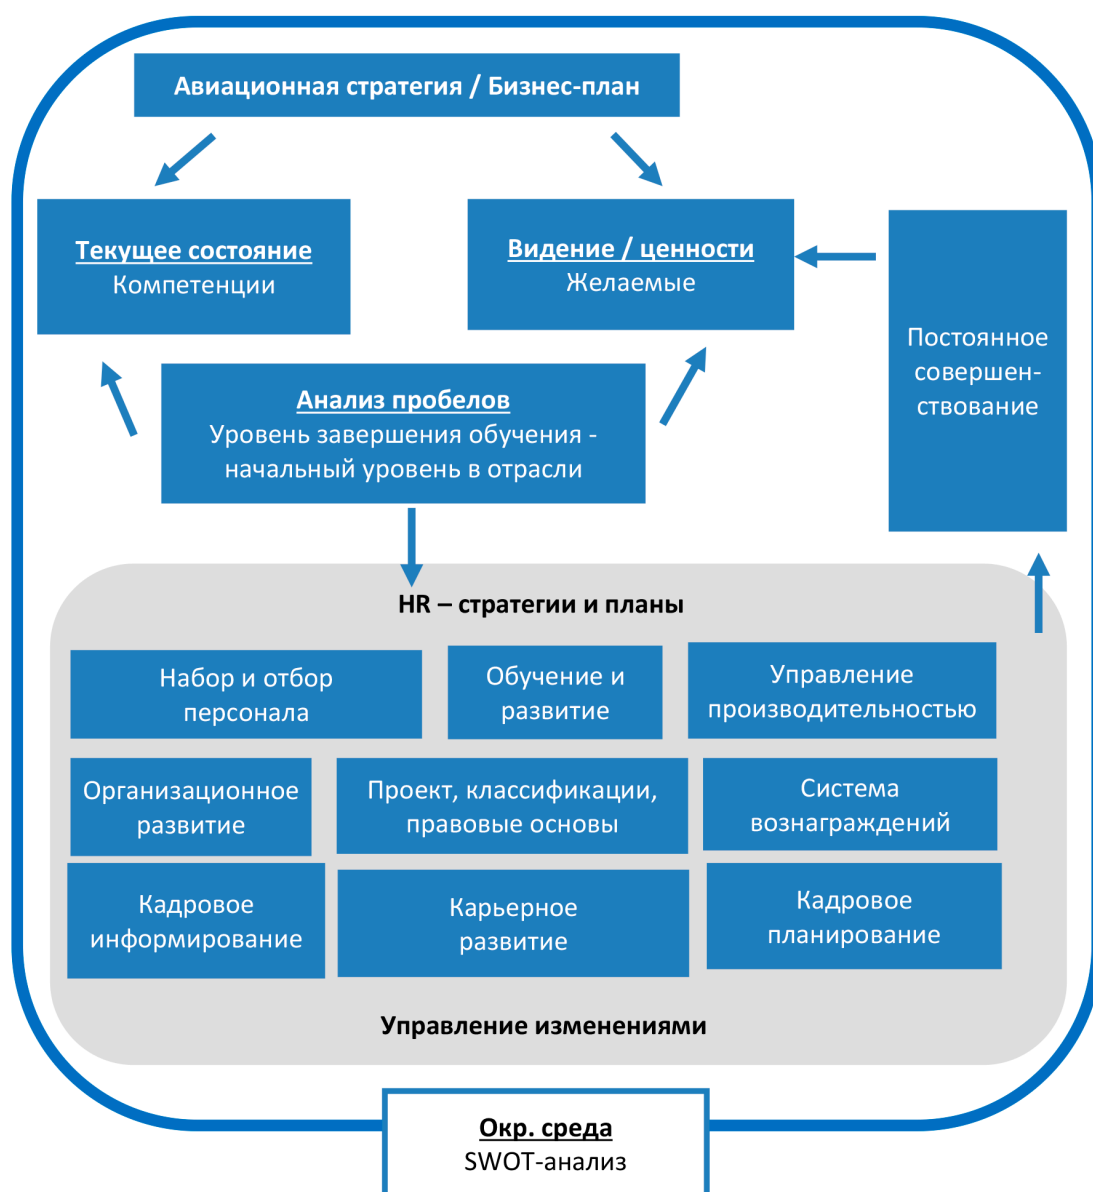 Авиационная стратегия / Бизнес-план
Текущее состояние
Компетенции
Видение / ценности
Желаемые
Постоянное
совершен-
ствование
Анализ пробелов
Уровень завершения обучения -
начальный уровень в отрасли
HR – стратегии и планы
Набор и отбор
персонала
Обучение и
развитие
Управление
производительностью
Организационное
развитие
Проект, классификации,
правовые основы
Система
вознаграждений
Кадровое
информирование
Карьерное
развитие
Кадровое
планирование
Управление изменениями
Окр. среда
SWOT-анализ